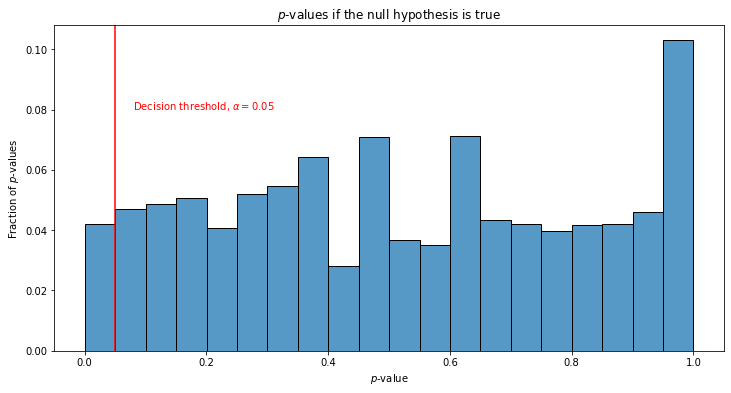 p-values if the null hypothesis is true
Decision threshold, α = 0.05
Fraction of p-values
0.10
0.08
0.06
0.04
0.02
0.00
0.0 0.2 0.4 0.6 0.8 1.0
p-value